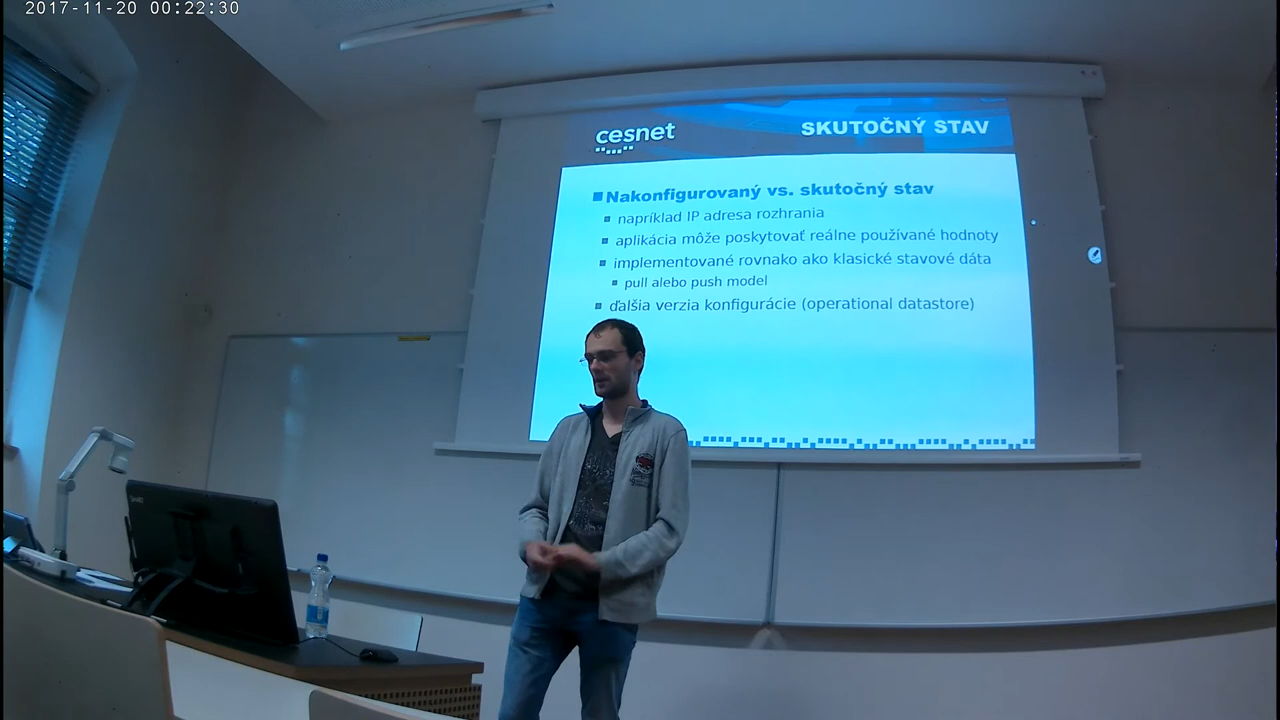 2017-11-20 00:22:30
cesnet
SKUTOČNÝ STAV
Nakonfigurovaný vs. skutočný stav
napríklad IP adresa rozhrania
aplikácia môže poskytovať reálne používané hodnoty
implementované rovnako ako klasické stavové dáta
pull alebo push model
ďalšia verzia konfigurácie (operational datastore)